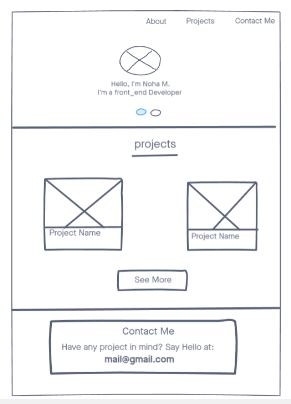 About Projects Contact Me
Hello, I'm Noha M.
I'm a front_end Developer
projects
Project Name
Project Name
See More
Contact Me
Have any project in mind? Say Hello at:
mail@gmail.com